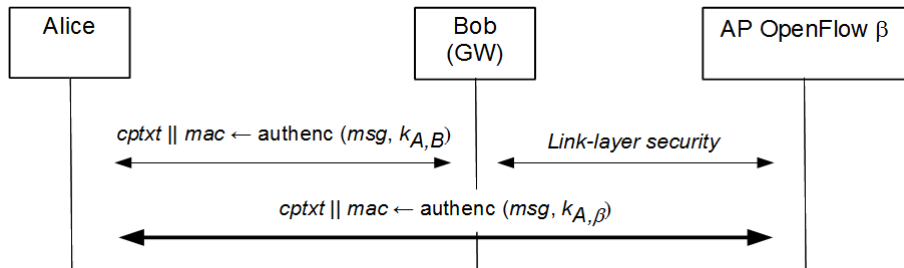 Alice
Bob
(GW)
AP OpenFlow β
cptxt || mac ← authenc (msg, kA,B)
Link-layer security
cptxt || mac ← authenc (msg, kA,β)